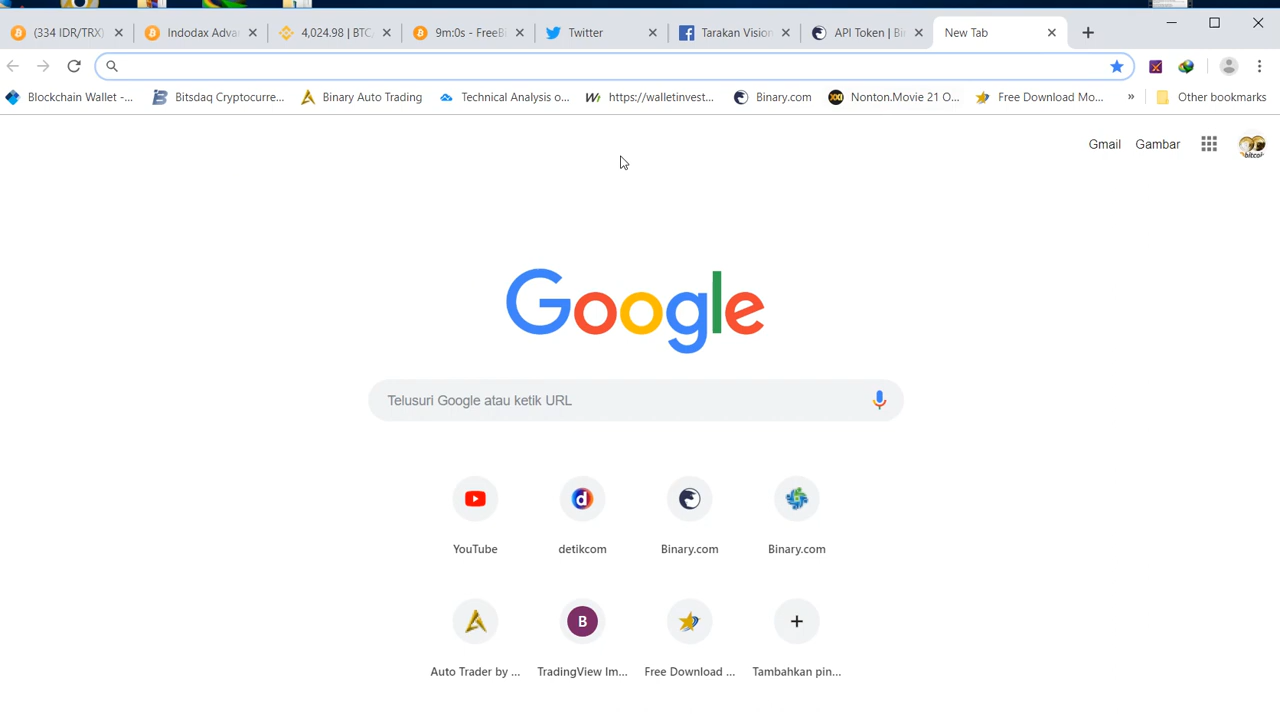 (334 IDR/TRX)
Indodax Adva
4,024.98 | BTC
9m:0s - FreeBi
Twitter
Tarakan Vision
API Token | Bin
New Tab
Blockchain Wallet -...
Bitsdaq Cryptocurre...
Binary Auto Trading
Technical Analysis o...
https://walletinvest...
Binary.com
Nonton.Movie 21 O...
Free Download Mo...
»
Other bookmarks
Gmail
Gambar
Google
Telusuri Google atau ketik URL
YouTube
detikcom
Binary.com
Binary.com
B
Auto Trader by ...
TradingView Im...
Free Download ...
Tambahkan pin...